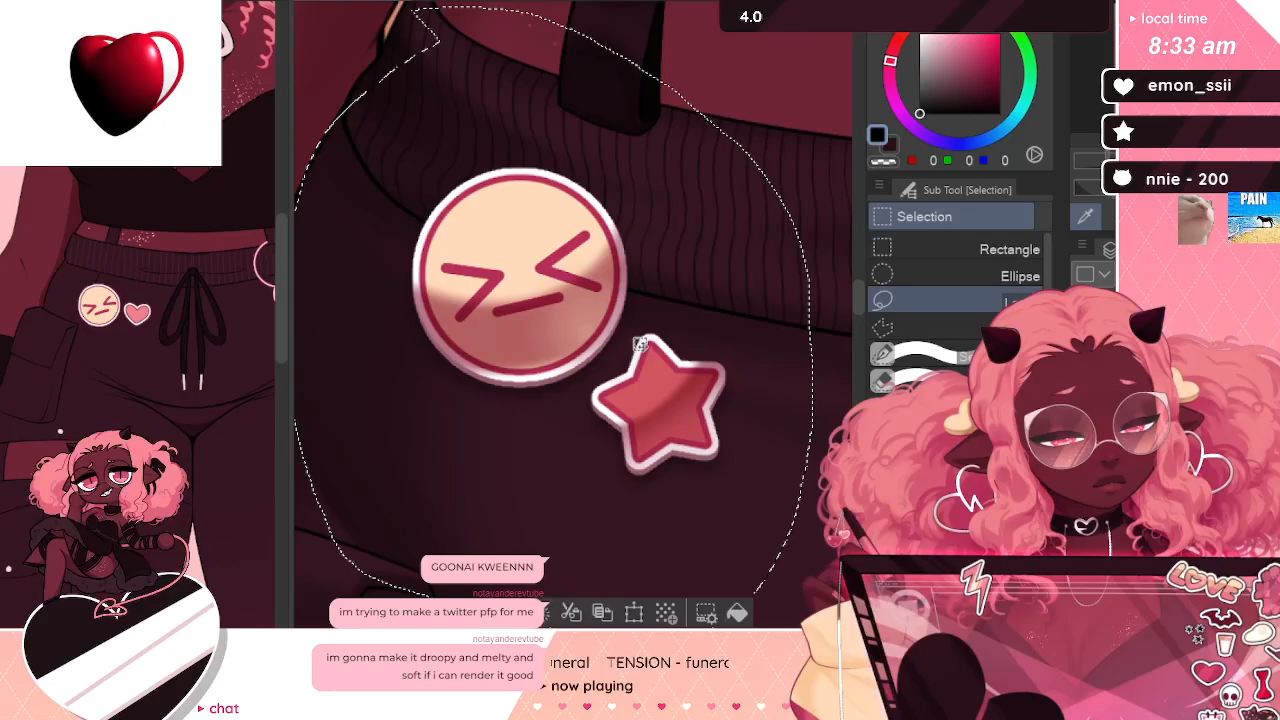 4.0
▸ local time
8:33 am
emon_ssii
nnie - 200
PAIN
0 0 0
Sub Tool [Selection]
Selection
Rectangle
Ellipse
GOONAI KWEENNN
notayanderevtube
im trying to make a twitter pfp for me
notayanderevtube
im gonna make it droopy and melty and
soft if i can render it good
▸ chat
uneral TENSION - funera
▸ now playing
LOVE